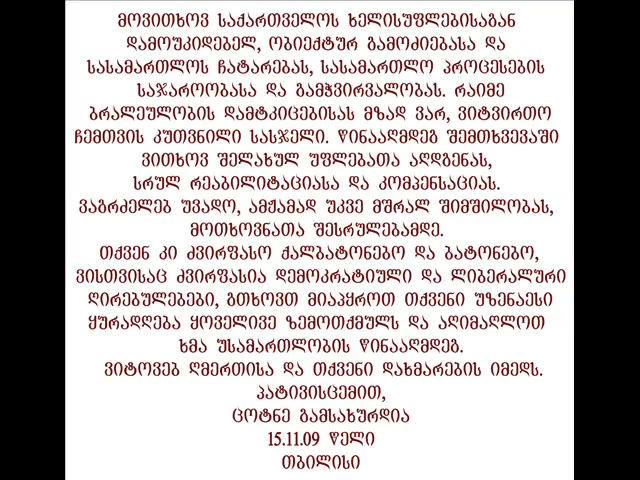 მოვითხოვ საქართველოს ხელისუფლებისაგან
დამოუკიდებელ, ობიექტურ გამოძიებასა და
სასამართლოს ჩატარებას, სასამართლო პროცესების
საჯაროობასა და გამჭვირვალობას. რაიმე
ბრალეულობის დამტკიცებისას მზად ვარ, ვიტვირთო
ჩემთვის კუთვნილი სასჯელი. წინააღმდეგ შემთხვევაში
ვითხოვ შელახულ უფლებათა აღდგენას,
სრულ რეაბილიტაციასა და კომპენსაციას.
ვაგრძელებ უვადო, ამჟამად უკვე მშრალ შიმშილობას,
მოთხოვნათა შესრულებამდე.
თქვენ კი ძვირფასო ქალბატონებო და ბატონებო,
ვისთვისაც ძვირფასია დემოკრატიული და ლიბერალური
ღირებულებები, გთხოვთ მიაპყროთ თქვენი უზენაესი
ყურადღება ყოველივე ზემოთქმულს და აღიმაღლოთ
ხმა უსამართლობის წინააღმდეგ.
ვიტოვებ ღმერთისა და თქვენი დახმარების იმედს.
პატივისცემით,
ცოტნე გამსახურდია
15.11.09 წელი
თბილისი